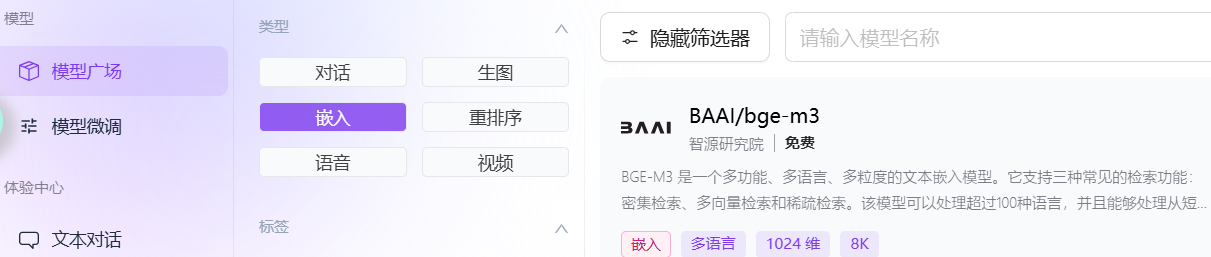 模型
模型广场
模型微调
体验中心
文本对话
类型
对话
生图
嵌入
重排序
语音
视频
标签
隐藏筛选器
请输入模型名称
BAAI
BAAI/bge-m3
智源研究院 | 免费
BGE-M3 是一个多功能、多语言、多粒度的文本嵌入模型。它支持三种常见的检索功能：
密集检索、多向量检索和稀疏检索。该模型可以处理超过100种语言，并且能够处理从短...
嵌入 多语言 1024 维 8K